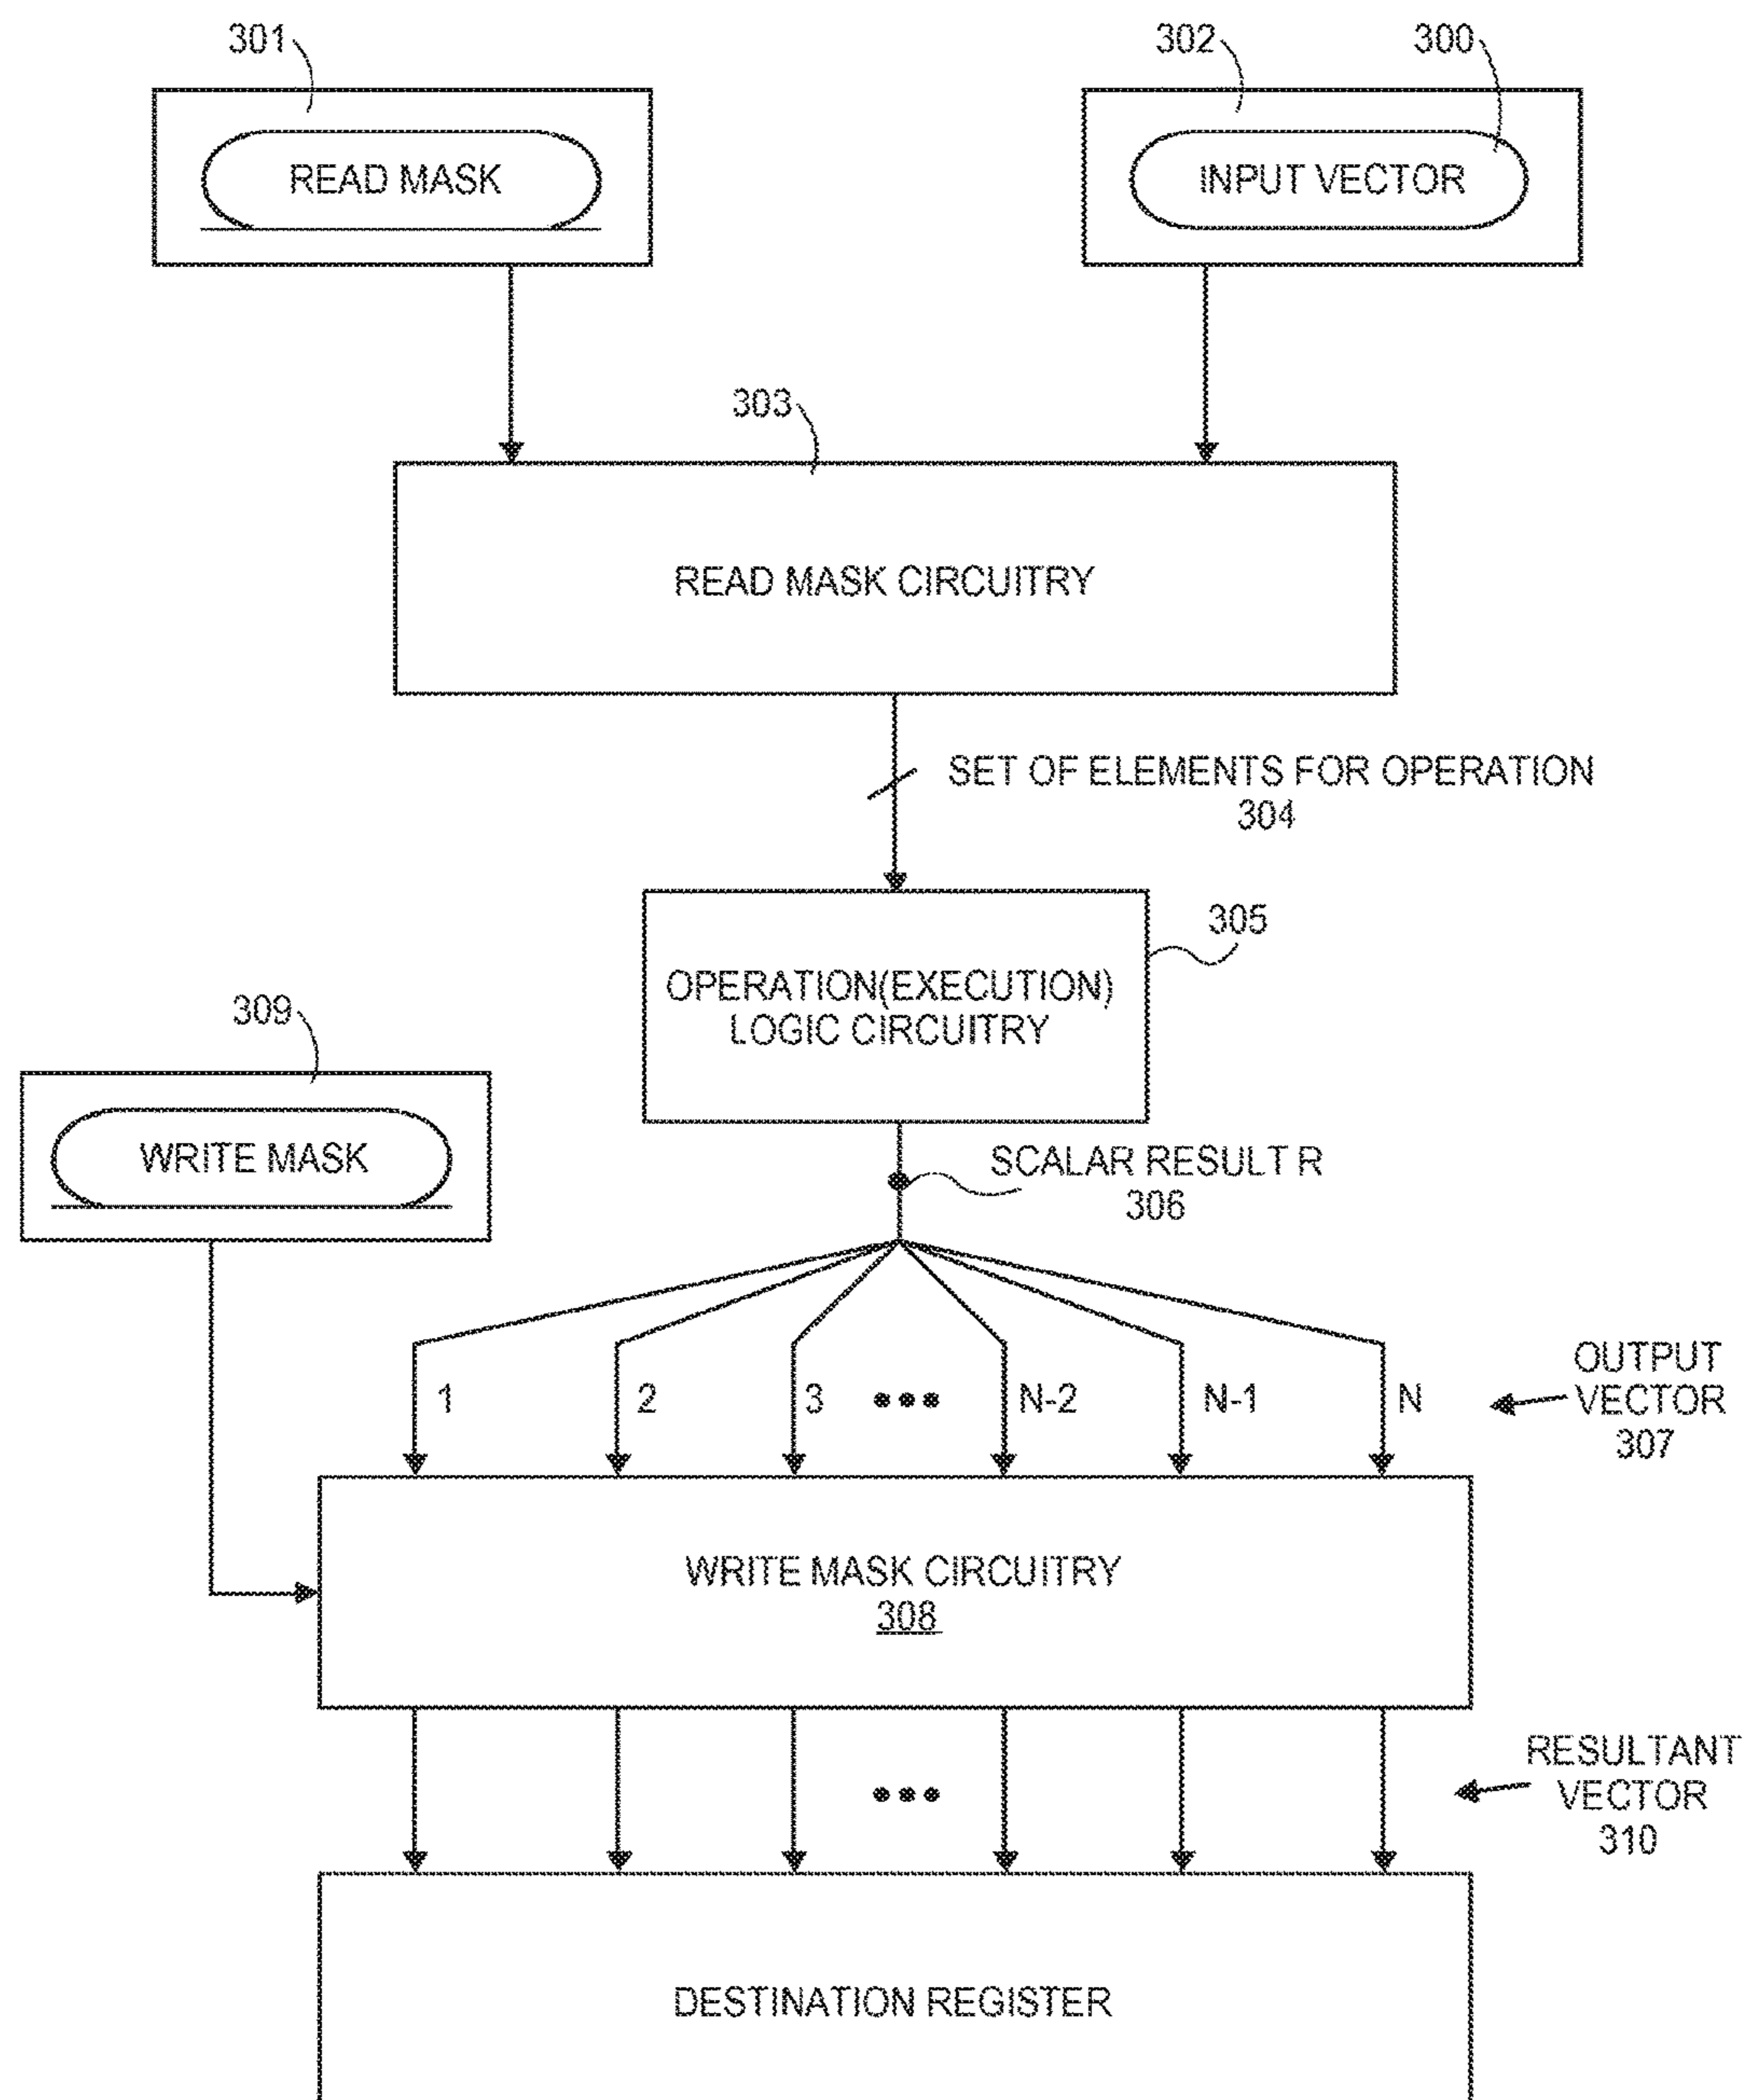 301
302
300
READ MASK
INPUT VECTOR
303
READ MASK CIRCUITRY
SET OF ELEMENTS FOR OPERATION
304
305
OPERATION(EXECUTION)
LOGIC CIRCUITRY
309
WRITE MASK
SCALAR RESULT R
306
1
2
3
N-2
N-1
N
OUTPUT
VECTOR
307
WRITE MASK CIRCUITRY
308
RESULTANT
VECTOR
310
DESTINATION REGISTER